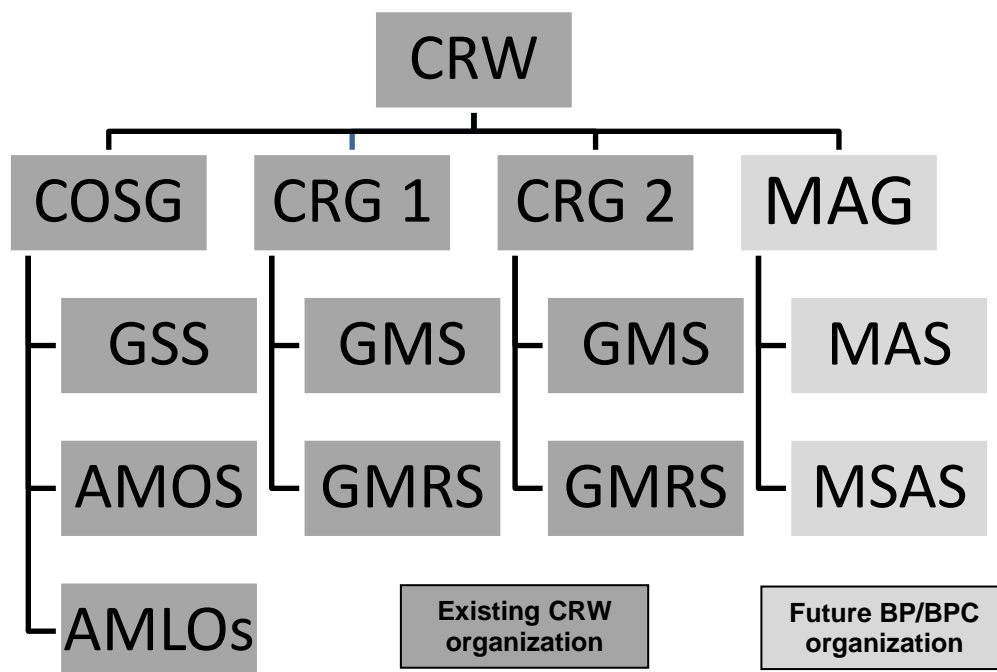 CRW
COSG
CRG 1
CRG 2
MAG
GSS
GMS
GMS
MAS
AMOS
GMRS
GMRS
MSAS
AMLOs
Existing CRW
organization
Future BP/BPC
organization